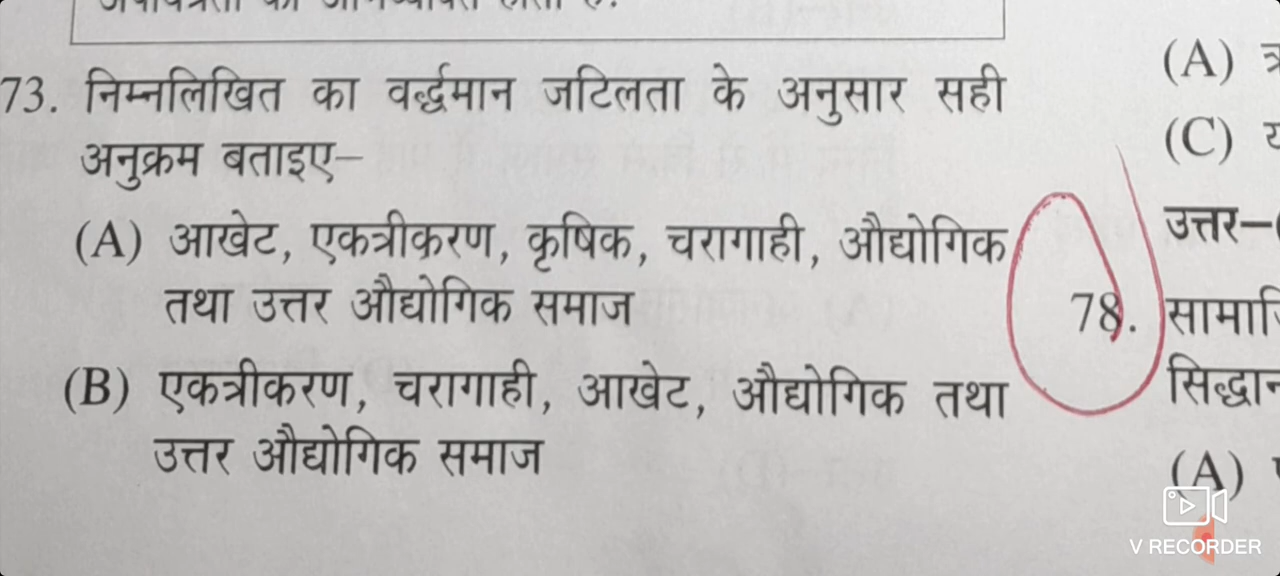 73. निम्नलिखित का वर्द्धमान जटिलता के अनुसार सही
अनुक्रम बताइए–
(A) आखेट, एकत्रीकरण, कृषिक, चरागाही, औद्योगिक
तथा उत्तर औद्योगिक समाज
(B) एकत्रीकरण, चरागाही, आखेट, औद्योगिक तथा
उत्तर औद्योगिक समाज
(A)
(C)
उत्तर–
78.
(A)
V RECORDER